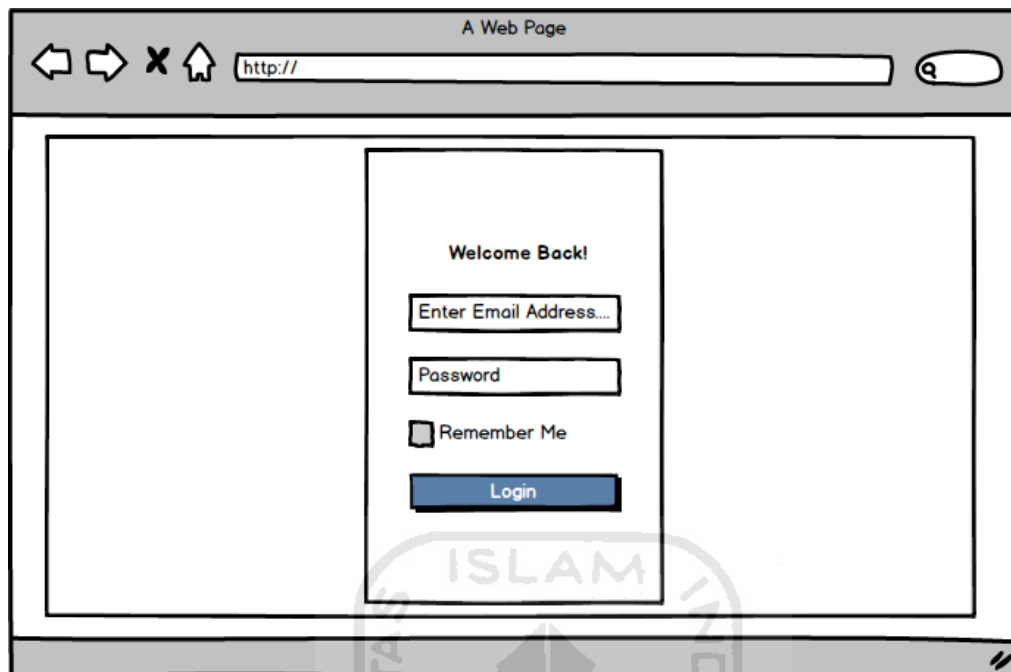 A Web Page
http://
Welcome Back!
Enter Email Address....
Password
Remember Me
Login
ISLAM